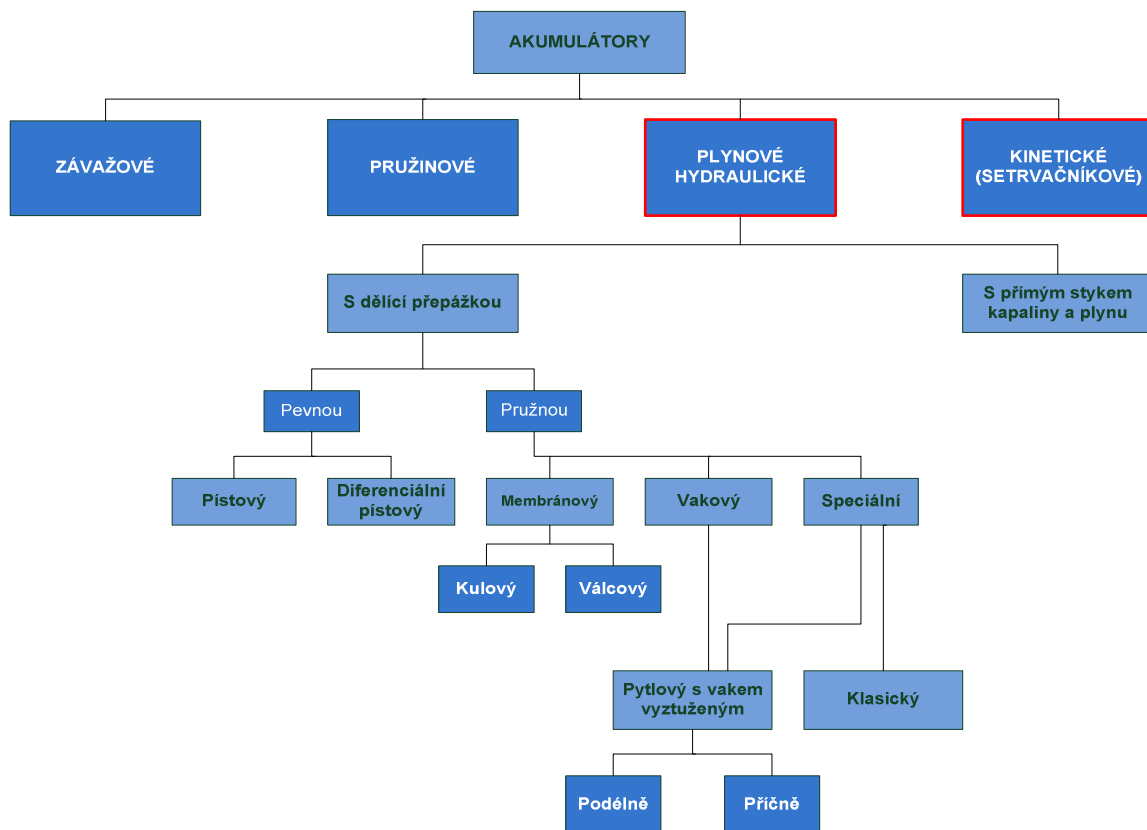 AKUMULÁTORY
ZÁVAŽOVÉ
PRUŽINOVÉ
PLYNOVÉ
HYDRAULICKÉ
KINETICKÉ
(SETRVAČNÍKOVÉ)
S dělící přepážkou
S přímým stykem
kapaliny a plynu
Pevnou
Pružnou
Pístový
Diferenciální
pístový
Membránový
Vakový
Speciální
Kulový
Válcový
Pytlový s vakem
vyztuženým
Klasický
Podélně
Příčně